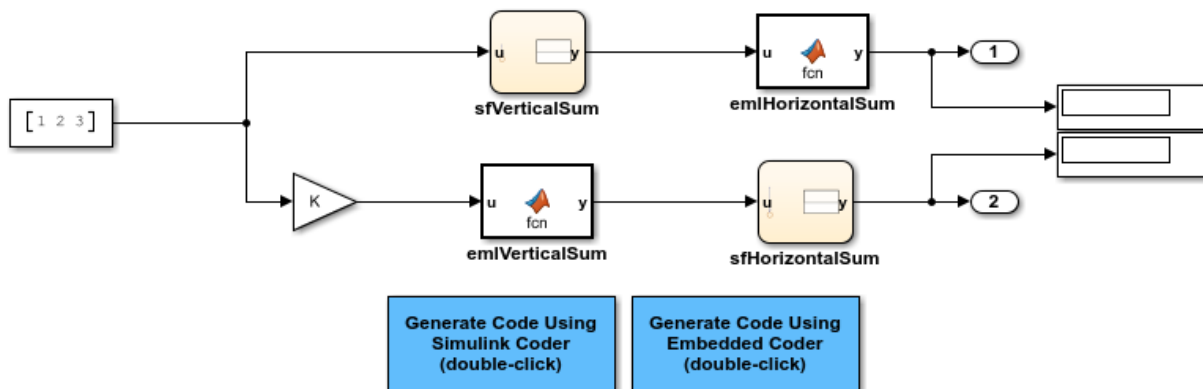 u y
sfVerticalSum
u y
fcn
emlHorizontalSum
1
[1 2 3]
K
u y
fcn
emlVerticalSum
u y
sfHorizontalSum
2
Generate Code Using
Simulink Coder
(double-click)
Generate Code Using
Embedded Coder
(double-click)